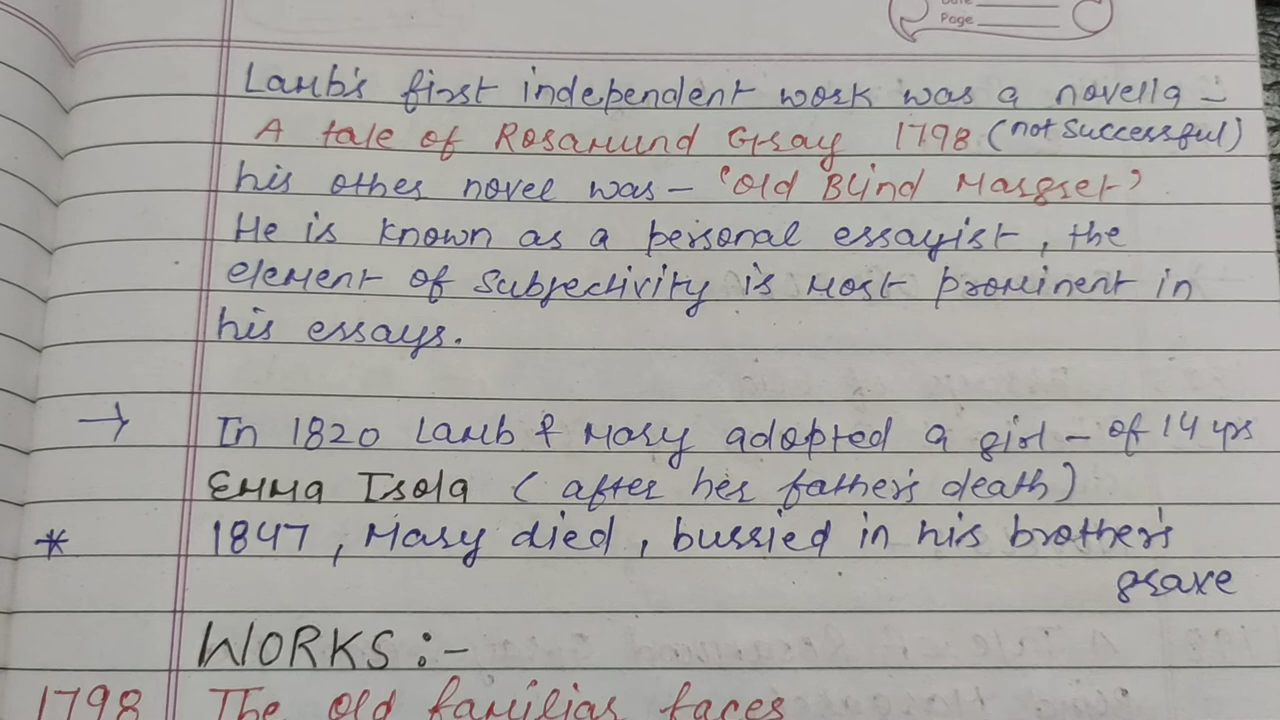 Page
Lamb's first independent work was a novella -
A tale of Rosamund Gray 1798 (not successful)
his other novel was - 'Old Blind Margret'
He is known as a personal essayist, the
element of subjectivity is most prominent in
his essays.
→ In 1820 Lamb & Mary adopted a girl - of 14 yrs
Emma Isola (after her father's death)
* 1847, Mary died, burried in his brother's
grave
WORKS :-
1798 The old familiar faces